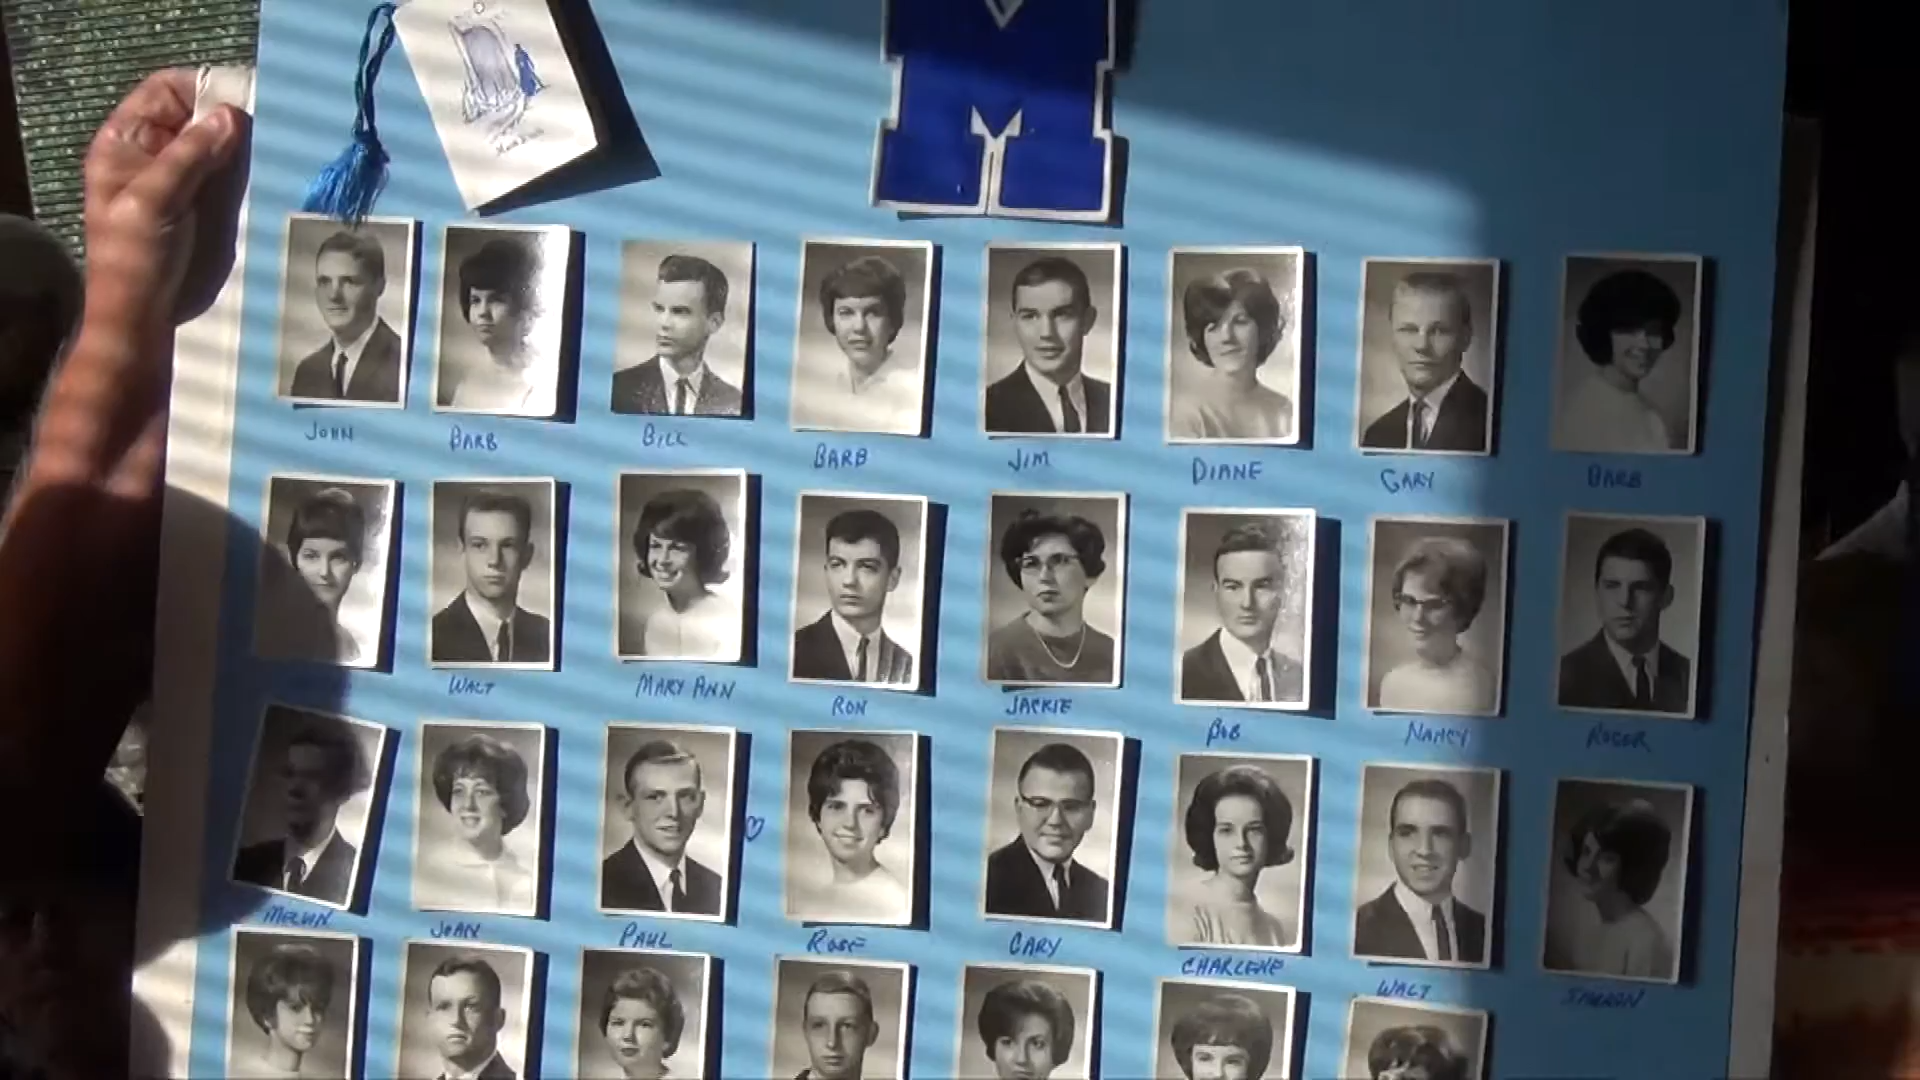 M
JOHN
BARB
BILL
BARB
JIM
DIANE
GARY
BARB
WALT
MARY ANN
RON
JACKIE
BOB
NANCY
ROGER
MELVIN
JOAN
PAUL
ROSE
GARY
CHARLENE
WALT
SHARON